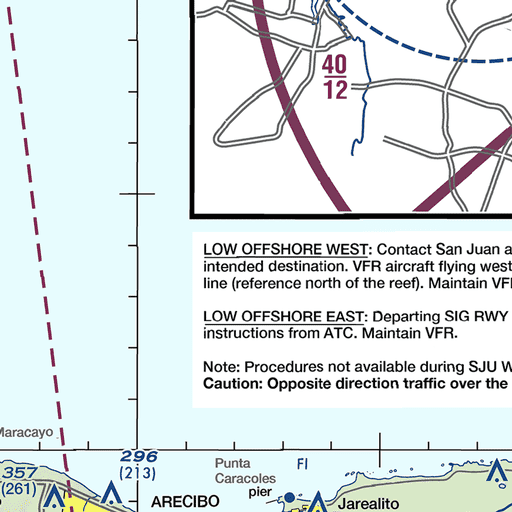 40
12
LOW OFFSHORE WEST: Contact San Juan a
intended destination. VFR aircraft flying west
line (reference north of the reef). Maintain VF
LOW OFFSHORE EAST: Departing SIG RWY
instructions from ATC. Maintain VFR.
Note: Procedures not available during SJU W
Caution: Opposite direction traffic over the
Maracayo
357
(261)
296
(213)
Punta
Caracoles
pier
Fl
ARECIBO
Jarealito